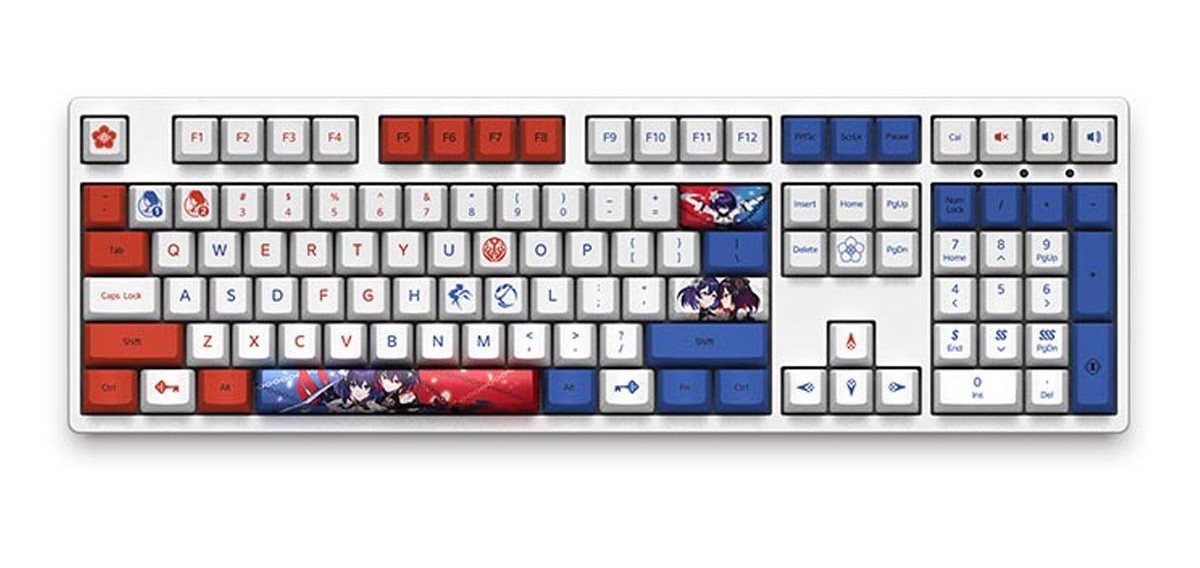 F1 F2 F3 F4 F5 F6 F7 F8 F9 F10 F11 F12 PrtSc ScrLk Pause Cal
~ 1 2 # $ % ^ & * ( ) _ + Insert Home PgUp Num / * -
- 3 4 5 6 7 8 9 0 - = Lock
Tab Q W E R T Y U O P { } | Delete PgDn 7 8 9 +
[ ] \ Home ^ PgUp
Caps Lock A S D F G H L : " 4 5 6
; ' < >
Shift Z X C V B N M < > ? Shift S SS SSS
, . / End PgDn
Ctrl Alt Alt Fn Ctrl 0 .
Ins Del